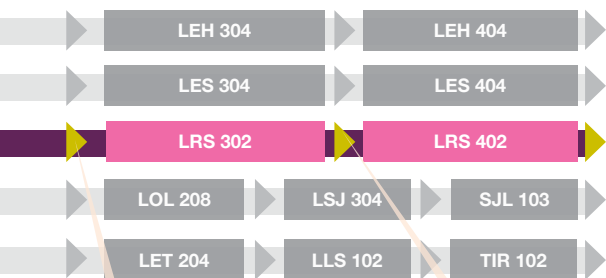 LEH 304 LEH 404
LES 304 LES 404
LRS 302 LRS 402
LOL 208 LSJ 304 SJL 103
LET 204 LLS 102 TIR 102